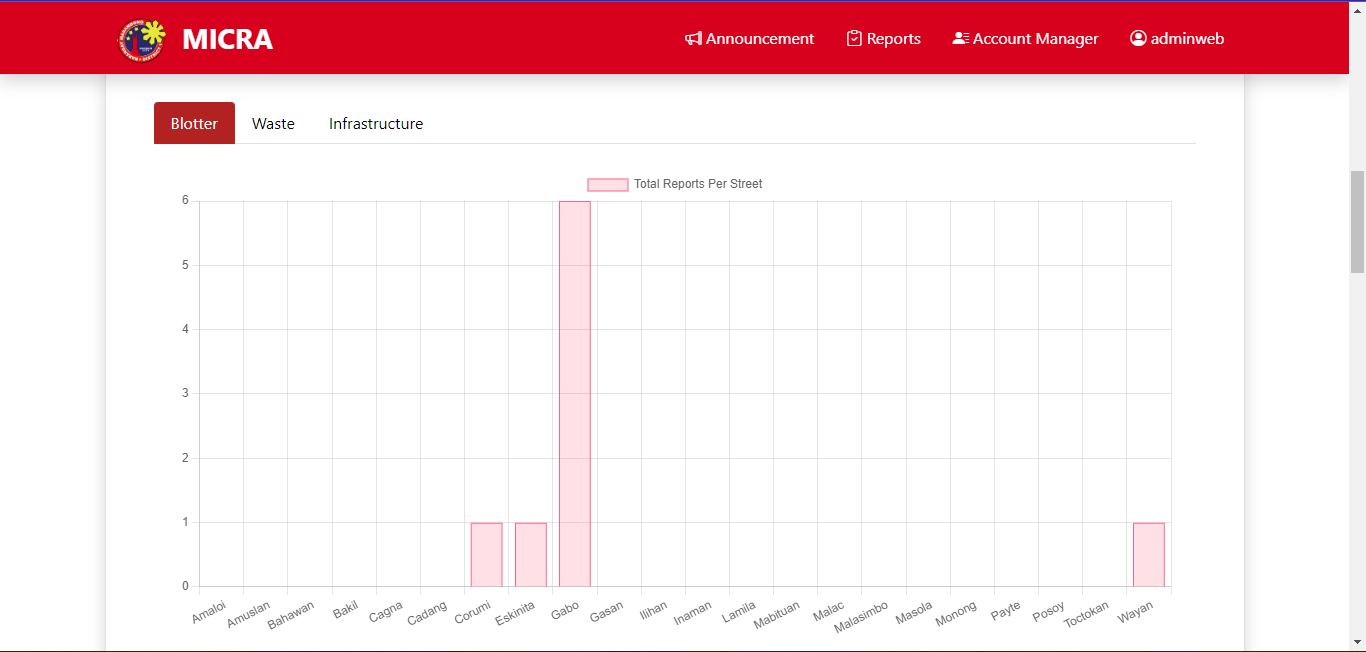 MICRA
Announcement
Reports
Account Manager
adminweb
Blotter
Waste
Infrastructure
Total Reports Per Street
6
5
4
3
2
1
0
Amaloi
Amuslan
Bahawan
Bakil
Cagna
Cadang
Corumi
Eskinita
Gabo
Gasan
Ilihan
Inaman
Lamila
Mabituan
Malac
Malasimbo
Masola
Monong
Payte
Posoy
Toctokan
Wayan